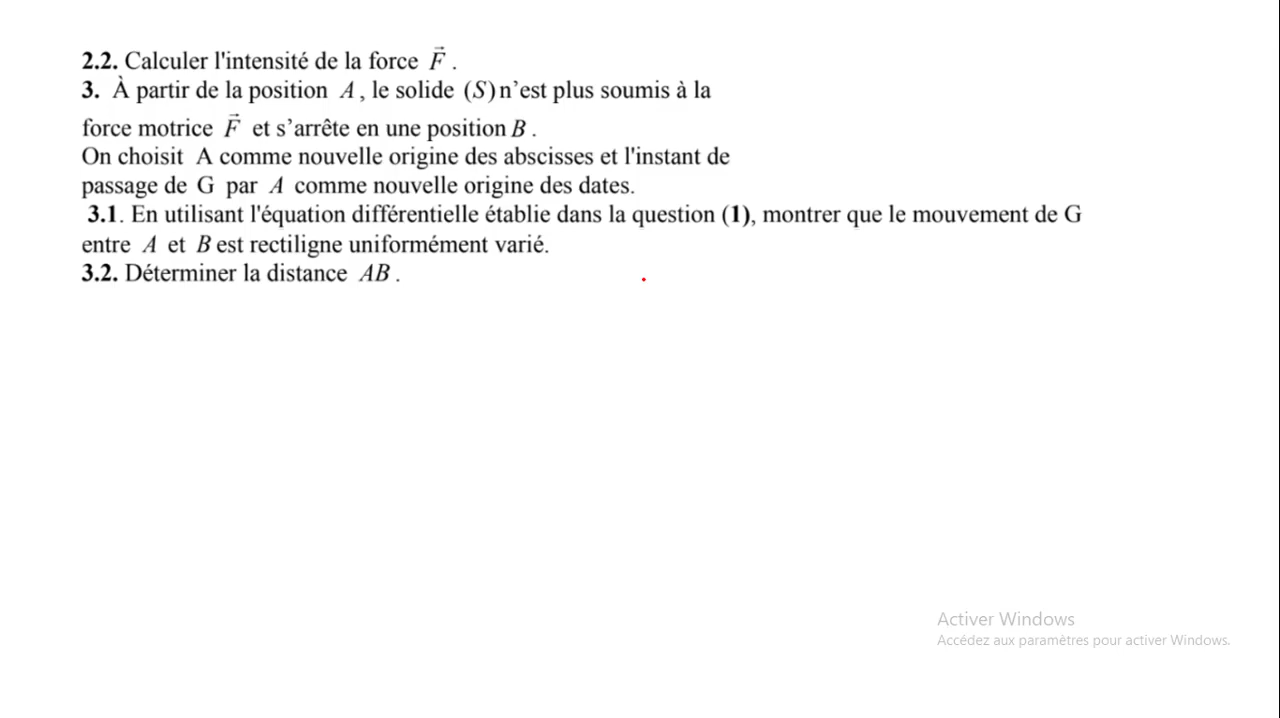 2.2. Calculer l'intensité de la force F⃗ .
3. À partir de la position A , le solide (S) n’est plus soumis à la
force motrice F⃗ et s’arrête en une position B .
On choisit A comme nouvelle origine des abscisses et l'instant de
passage de G par A comme nouvelle origine des dates.
3.1. En utilisant l'équation différentielle établie dans la question (1), montrer que le mouvement de G
entre A et B est rectiligne uniformément varié.
3.2. Déterminer la distance AB .
Activer Windows
Accédez aux paramètres pour activer Windows.